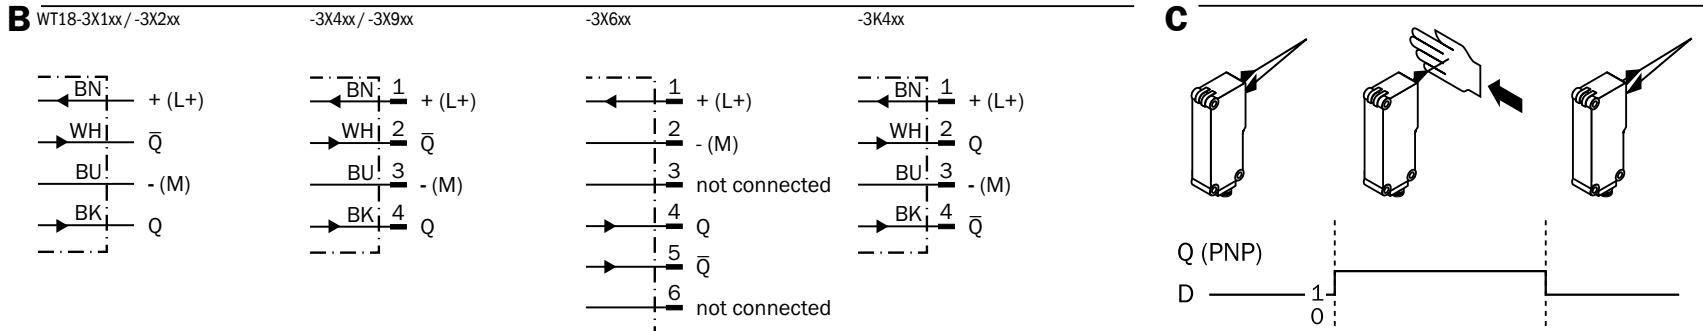 B
WT18-3X1xx / -3X2xx
BN + (L+)
WH Q̅
BU - (M)
BK Q
-3X4xx / -3X9xx
BN 1 + (L+)
WH 2 Q̅
BU 3 - (M)
BK 4 Q
-3X6xx
1 + (L+)
2 - (M)
3 not connected
4 Q
5 Q̅
6 not connected
-3K4xx
BN 1 + (L+)
WH 2 Q
BU 3 - (M)
BK 4 Q̅
C
Q (PNP)
D 1
0